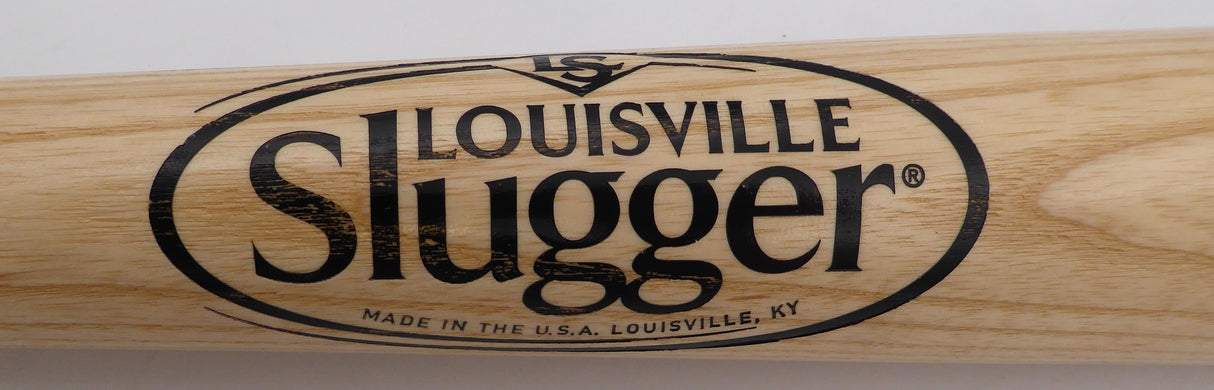 LS
LOUISVILLE
Slugger®
MADE IN THE U.S.A. LOUISVILLE, KY